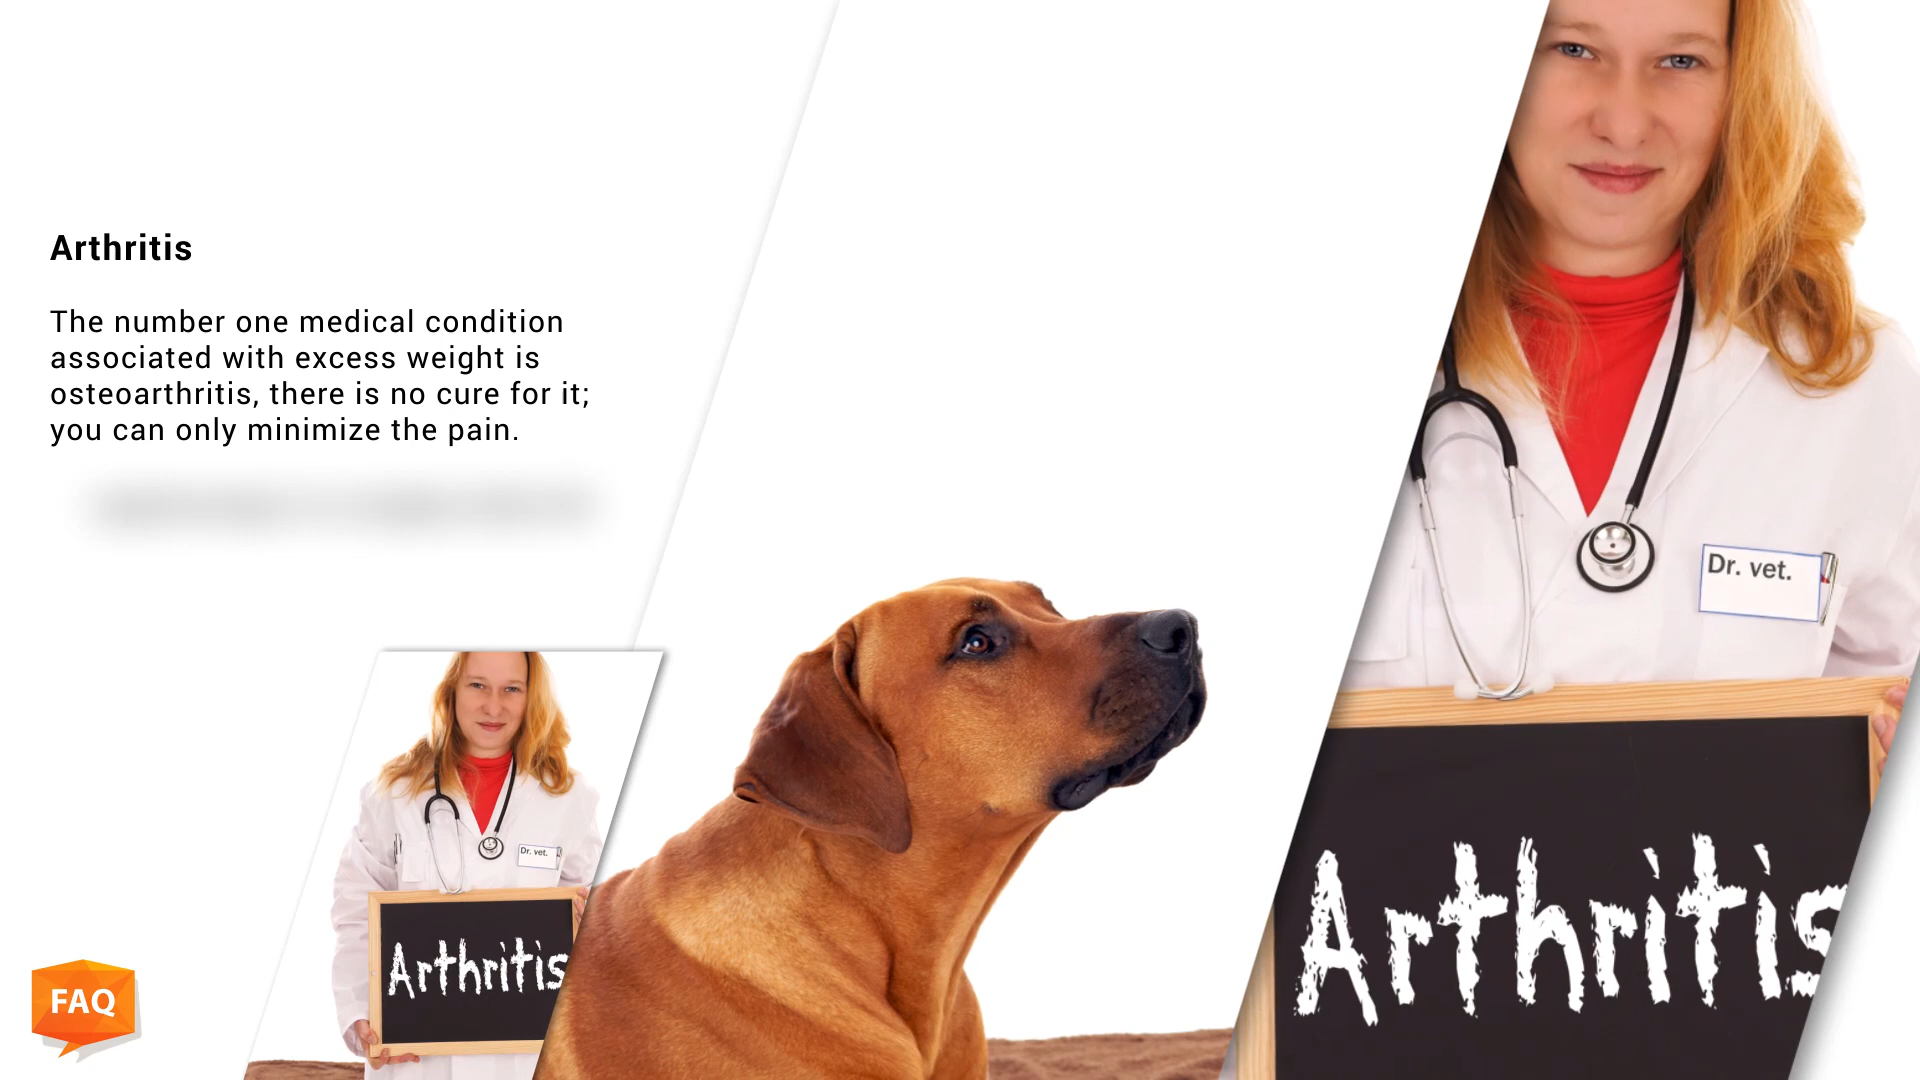 Arthritis
The number one medical condition
associated with excess weight is
osteoarthritis, there is no cure for it;
you can only minimize the pain.
Dr. vet.
Arthritis
Dr. vet.
Arthritis
FAQ